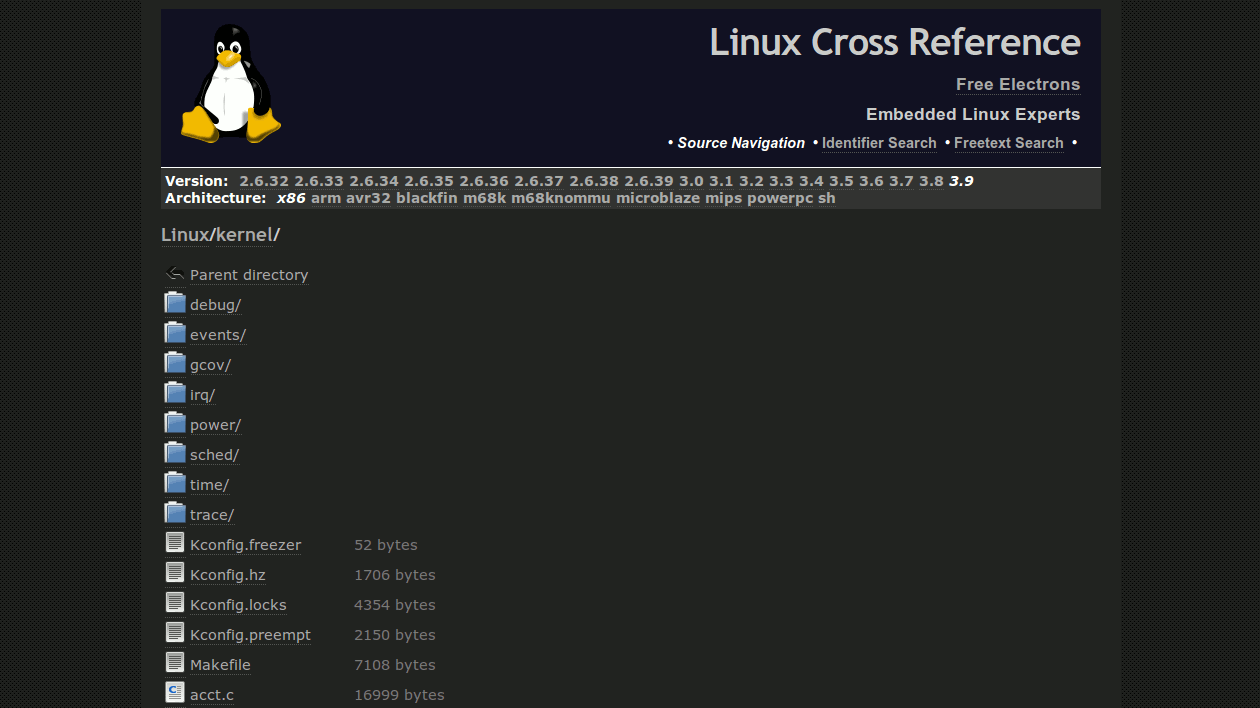 Linux Cross Reference
Free Electrons
Embedded Linux Experts
• Source Navigation • Identifier Search • Freetext Search •
Version: 2.6.32 2.6.33 2.6.34 2.6.35 2.6.36 2.6.37 2.6.38 2.6.39 3.0 3.1 3.2 3.3 3.4 3.5 3.6 3.7 3.8 3.9
Architecture: x86 arm avr32 blackfin m68k m68knommu microblaze mips powerpc sh
Linux/kernel/
Parent directory
debug/
events/
gcov/
irq/
power/
sched/
time/
trace/
Kconfig.freezer 52 bytes
Kconfig.hz 1706 bytes
Kconfig.locks 4354 bytes
Kconfig.preempt 2150 bytes
Makefile 7108 bytes
acct.c 16999 bytes